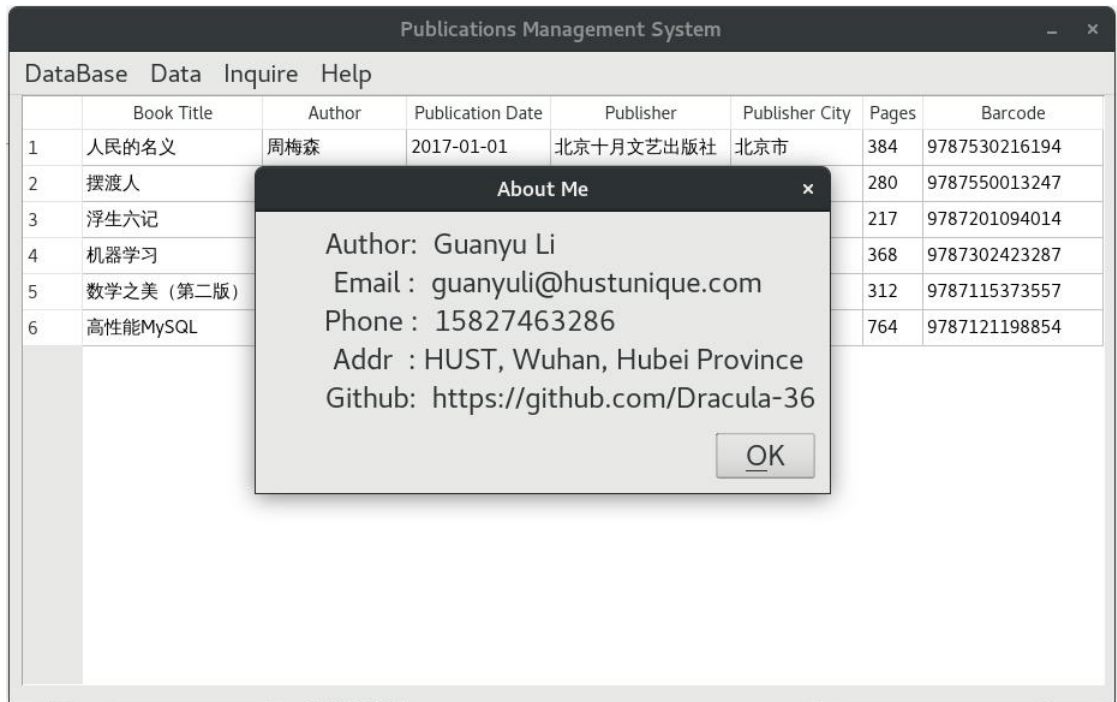 Publications Management System
DataBase Data Inquire Help
Book Title Author Publication Date Publisher Publisher City Pages Barcode
1 人民的名义 周梅森 2017-01-01 北京十月文艺出版社 北京市 384 9787530216194
2 摆渡人 280 9787550013247
3 浮生六记 217 9787201094014
4 机器学习 368 9787302423287
5 数学之美（第二版） 312 9787115373557
6 高性能MySQL 764 9787121198854
About Me
Author: Guanyu Li
Email : guanyuli@hustunique.com
Phone : 15827463286
Addr : HUST, Wuhan, Hubei Province
Github: https://github.com/Dracula-36
OK